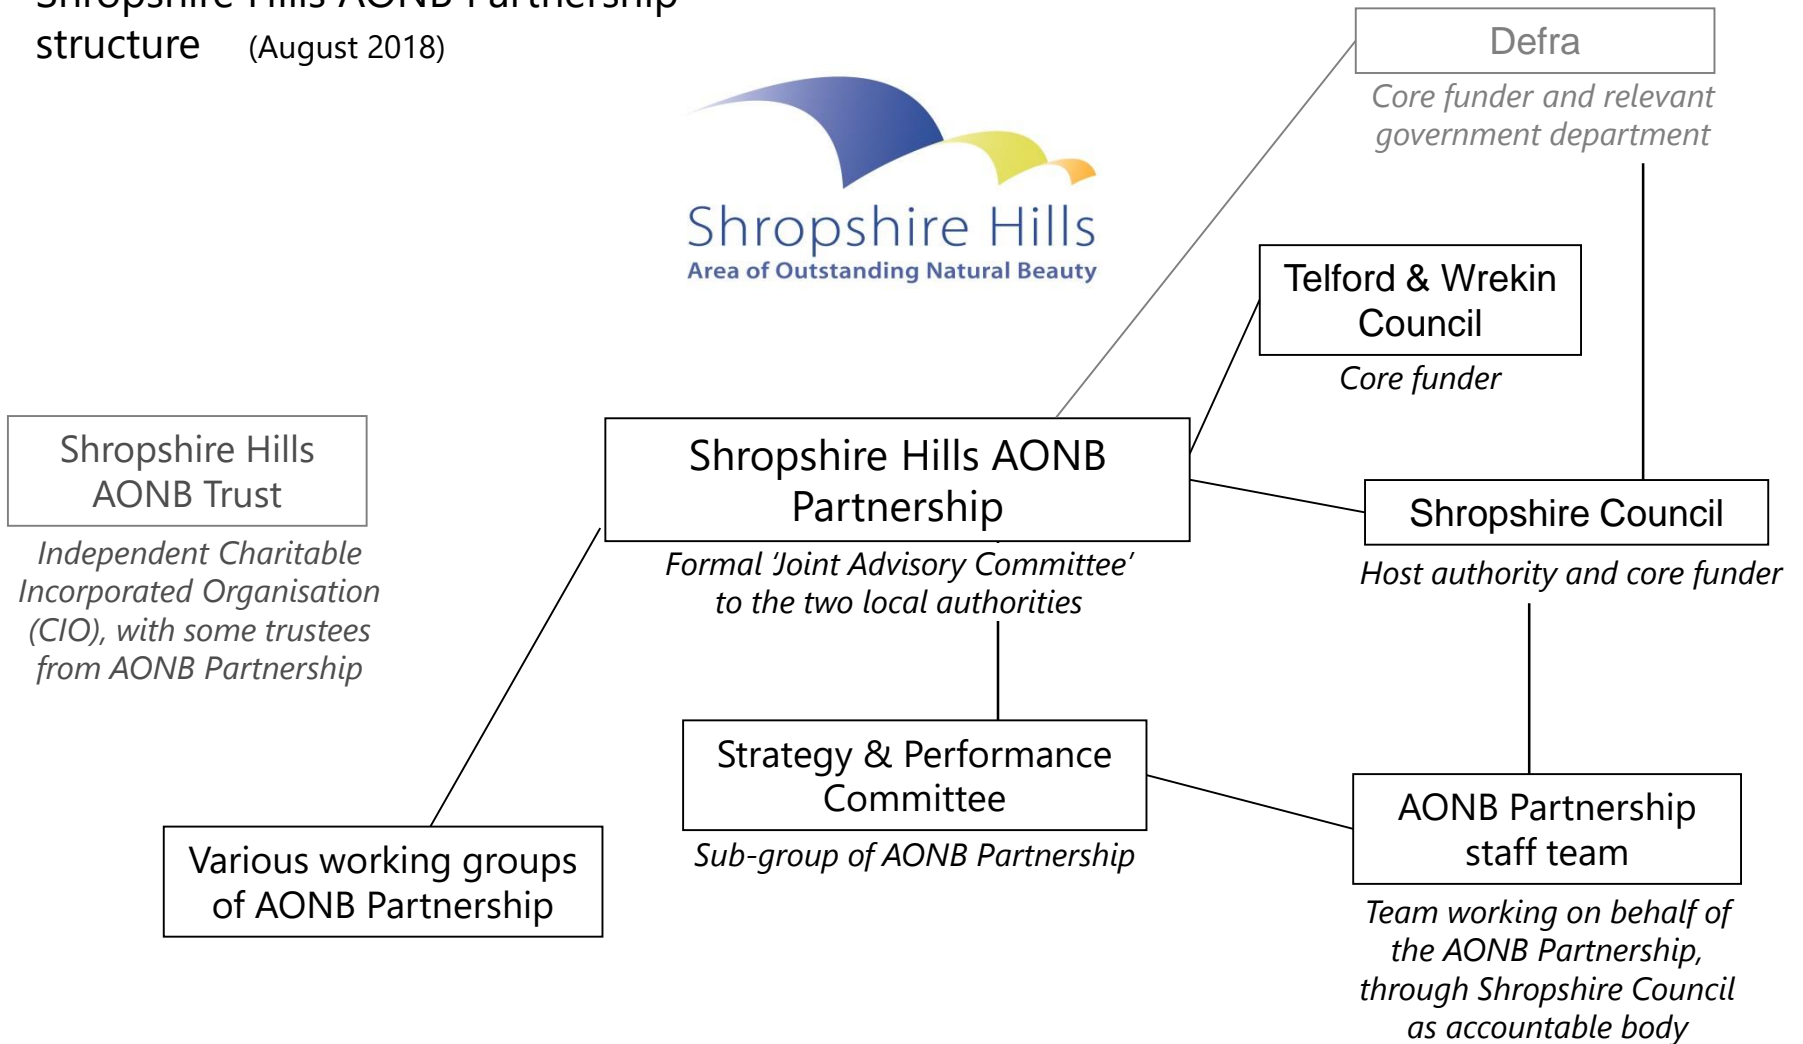 Shropshire Hills AONB Partnership
structure (August 2018)
Defra
Core funder and relevant
government department
Shropshire Hills
Area of Outstanding Natural Beauty
Telford & Wrekin
Council
Core funder
Shropshire Hills
AONB Trust
Independent Charitable
Incorporated Organisation
(CIO), with some trustees
from AONB Partnership
Shropshire Hills AONB
Partnership
Formal ‘Joint Advisory Committee’
to the two local authorities
Shropshire Council
Host authority and core funder
Strategy & Performance
Committee
Sub-group of AONB Partnership
Various working groups
of AONB Partnership
AONB Partnership
staff team
Team working on behalf of
the AONB Partnership,
through Shropshire Council
as accountable body